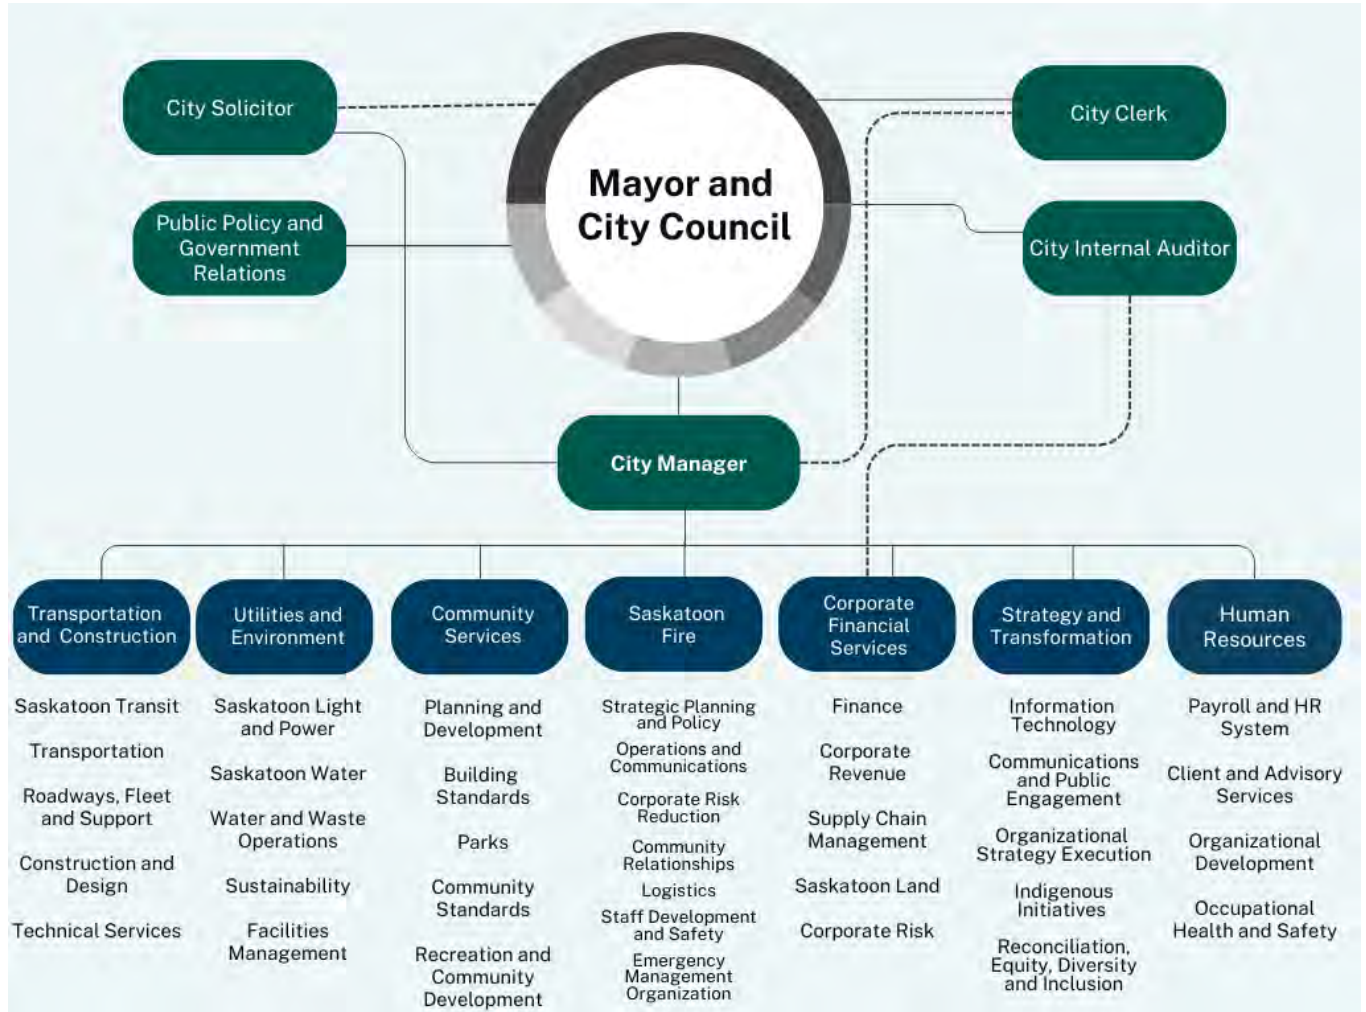 City Solicitor
Mayor and
City Council
City Clerk
Public Policy and
Government
Relations
City Internal Auditor
City Manager
Transportation
and Construction
Saskatoon Transit
Transportation
Roadways, Fleet
and Support
Construction and
Design
Technical Services
Utilities and
Environment
Saskatoon Light
and Power
Saskatoon Water
Water and Waste
Operations
Sustainability
Facilities
Management
Community
Services
Planning and
Development
Building
Standards
Parks
Community
Standards
Recreation and
Community
Development
Saskatoon
Fire
Strategic Planning
and Policy
Operations and
Communications
Corporate Risk
Reduction
Community
Relationships
Logistics
Staff Development
and Safety
Emergency
Management
Organization
Corporate
Financial
Services
Finance
Corporate
Revenue
Supply Chain
Management
Saskatoon Land
Corporate Risk
Strategy and
Transformation
Information
Technology
Communications
and Public
Engagement
Organizational
Strategy Execution
Indigenous
Initiatives
Reconciliation,
Equity, Diversity
and Inclusion
Human
Resources
Payroll and HR
System
Client and Advisory
Services
Organizational
Development
Occupational
Health and Safety